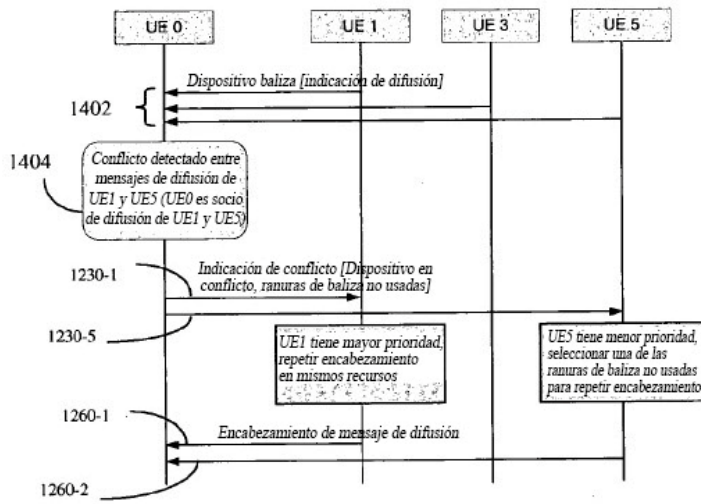 UE 0
UE 1
UE 3
UE 5
Dispositivo baliza [indicación de difusión]
1402
1404
Conflicto detectado entre
mensajes de difusión de
UE1 y UE5 (UE0 es socio
de difusión de UE1 y UE5)
1230-1
Indicación de conflicto [Dispositivo en
conflicto, ranuras de baliza no usadas]
1230-5
UE1 tiene mayor prioridad,
repetir encabezamiento
en mismos recursos
UE5 tiene menor prioridad,
seleccionar una de las
ranuras de baliza no usadas
para repetir encabezamiento
1260-1
Encabezamiento de mensaje de difusión
1260-2